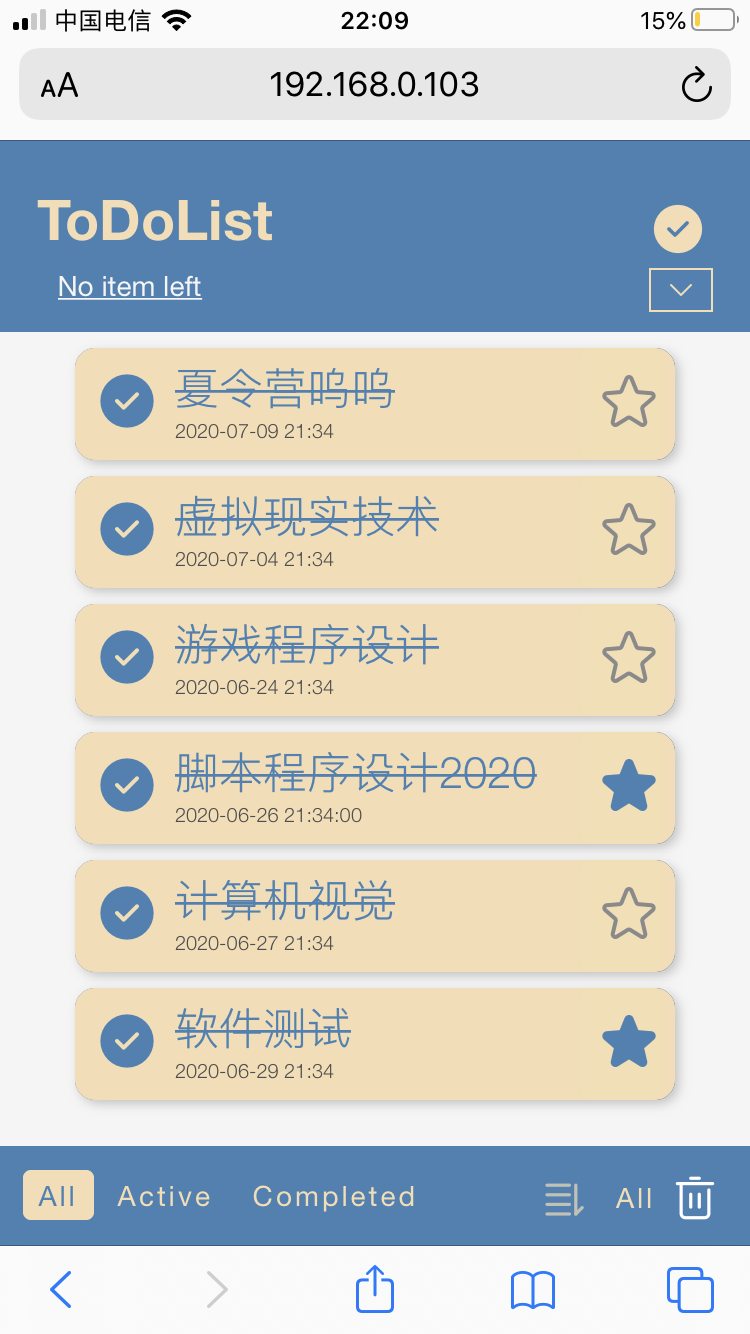 中国电信
22:09
15%
AA
192.168.0.103
ToDoList
No item left
夏令营呜呜
2020-07-09 21:34
虚拟现实技术
2020-07-04 21:34
游戏程序设计
2020-06-24 21:34
脚本程序设计2020
2020-06-26 21:34:00
计算机视觉
2020-06-27 21:34
软件测试
2020-06-29 21:34
All Active Completed All